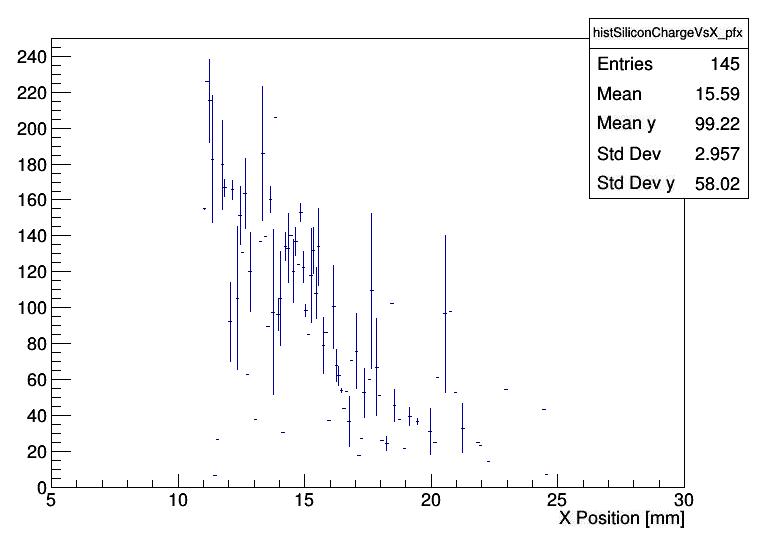 histSiliconChargeVsX_pfx
Entries 145
Mean 15.59
Mean y 99.22
Std Dev 2.957
Std Dev y 58.02
240
220
200
180
160
140
120
100
80
60
40
20
0
5 10 15 20 25 30
X Position [mm]